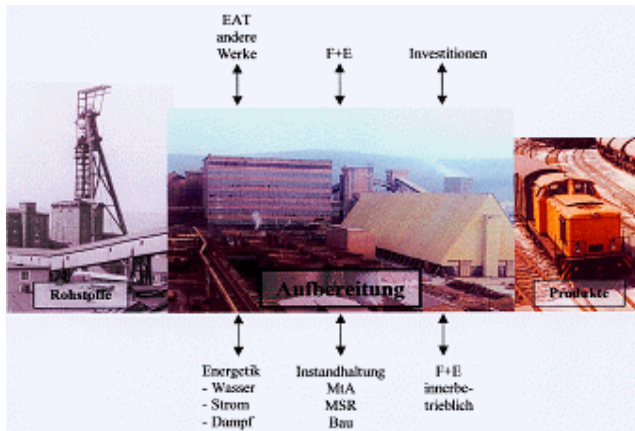 EAT
andere
Werke
F+E
Investitionen
Rohstoffe
Aufbereitung
Produkte
Energetik
- Wasser
- Strom
- Dampf
Instandhaltung
MtA
MSR
Bau
F+E
innerbe-
trieblich